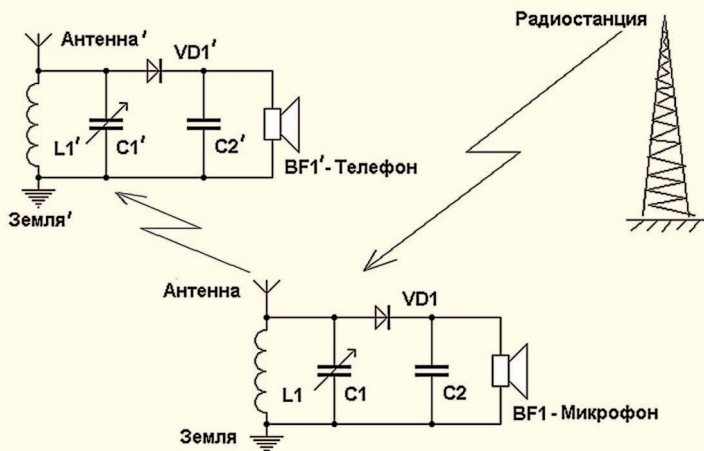 Антенна′
VD1′
Радиостанция
L1′
C1′
C2′
BF1′- Телефон
Земля′
Антенна
VD1
L1
C1
C2
BF1 - Микрофон
Земля